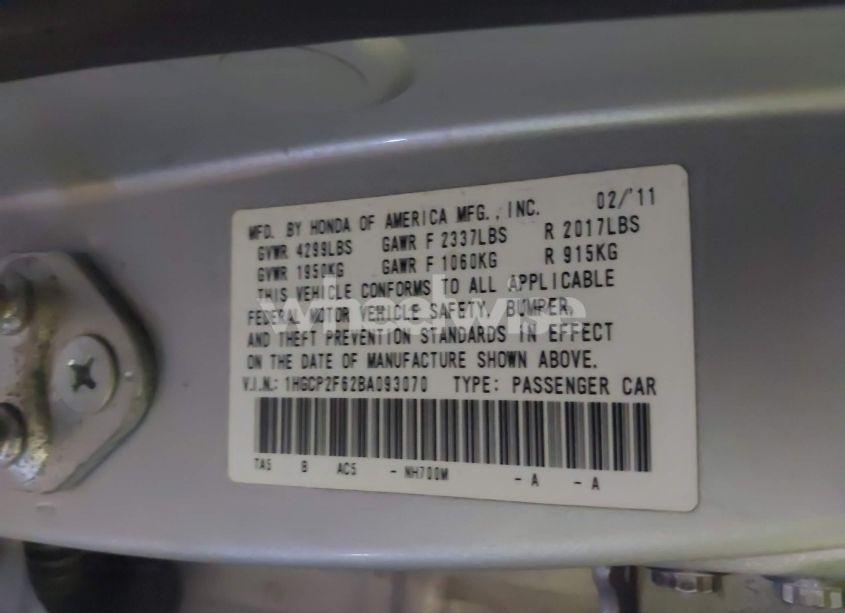 MFD. BY HONDA OF AMERICA MFG., INC. 02/'11
GVWR 4299LBS GAWR F 2337LBS R 2017LBS
GVWR 1950KG GAWR F 1060KG R 915KG
THIS VEHICLE CONFORMS TO ALL APPLICABLE
FEDERAL MOTOR VEHICLE SAFETY, BUMPER,
AND THEFT PREVENTION STANDARDS IN EFFECT
ON THE DATE OF MANUFACTURE SHOWN ABOVE.
V.I.N.: 1HGCP2F62BA093070 TYPE: PASSENGER CAR
TA5 B AC5 - NH700M - A - A
wheelwise